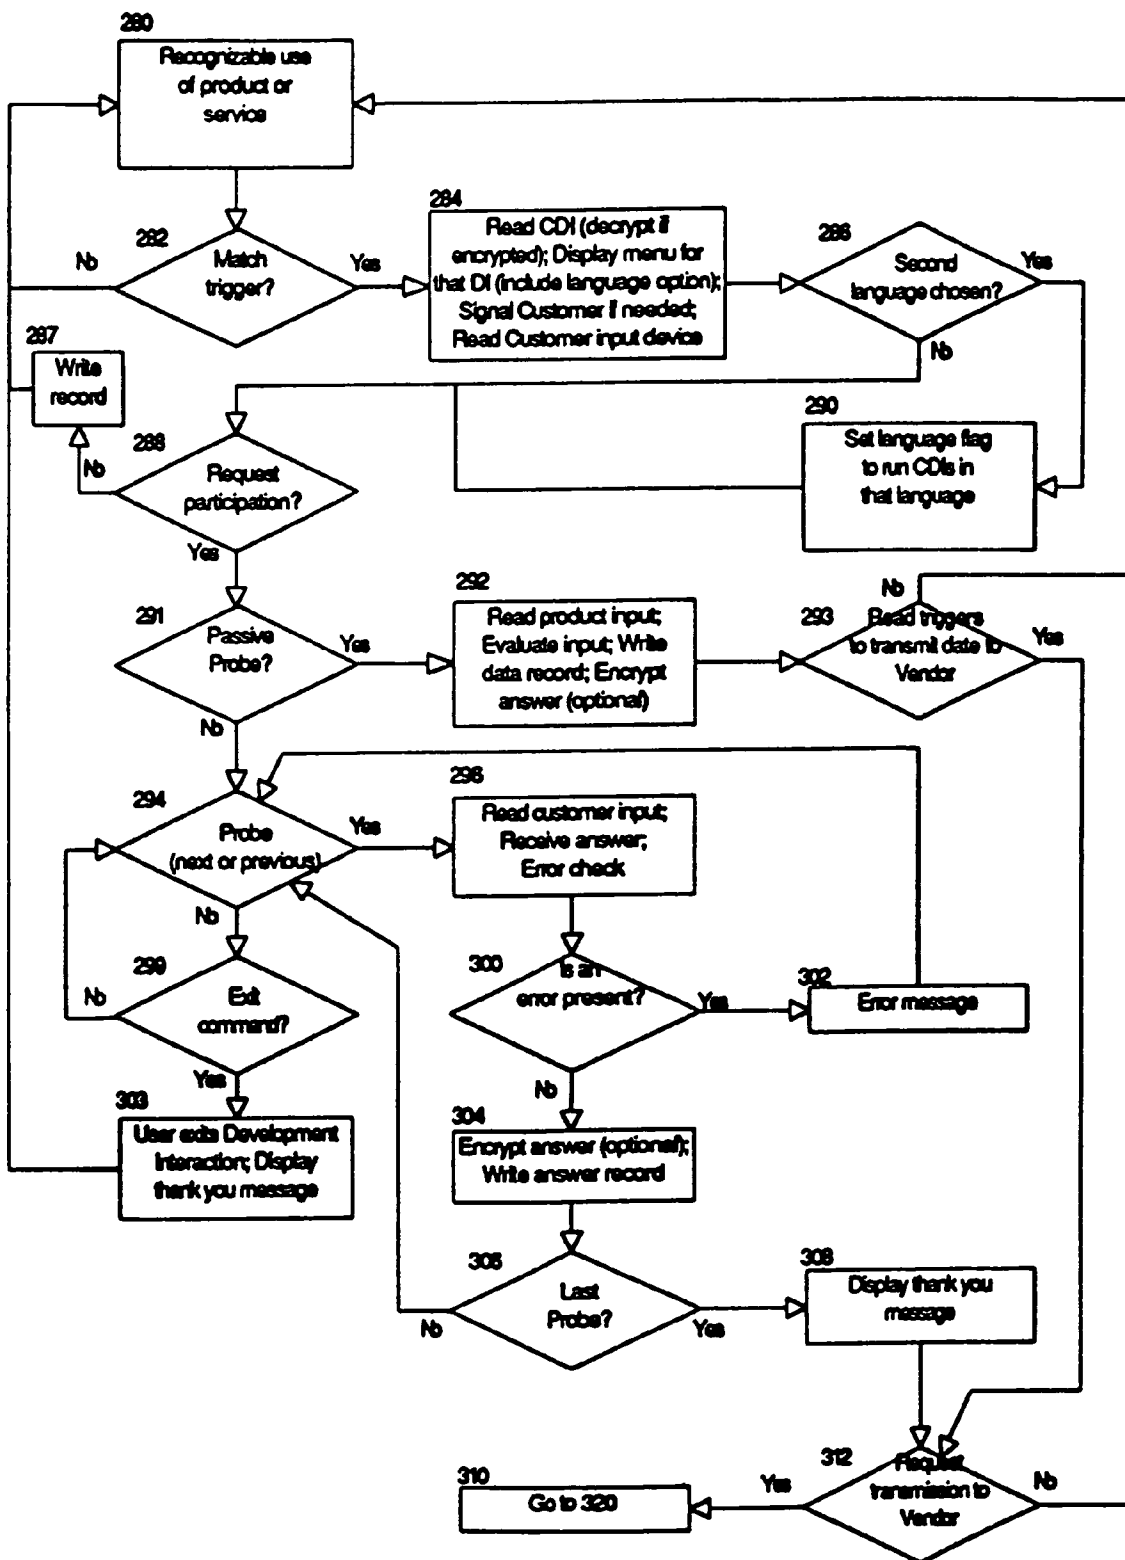 280
Recognizable use
of product or
service
282
No
Match
trigger?
Yes
284
Read CDI (decrypt if
encrypted); Display menu for
that DI (include language option);
Signal Customer if needed;
Read Customer input device
286
Second
language chosen?
Yes
No
287
Write
record
288
No
Request
participation?
Yes
290
Set language flag
to run CDIs in
that language
291
Passive
Probe?
Yes
No
292
Read product input;
Evaluate input; Write
data record; Encrypt
answer (optional)
No
293
Read triggers
to transmit date to
Vendor
Yes
294
Probe
(next or previous)
Yes
No
296
Read customer input;
Receive answer;
Error check
299
No
Exit
command?
Yes
300
Is an
error present?
Yes
No
302
Error message
303
User exits Development
Interaction; Display
thank you message
304
Encrypt answer (optional);
Write answer record
306
Last
Probe?
No
Yes
308
Display thank you
message
310
Go to 320
Yes
312
Request
transmission to
Vendor
No